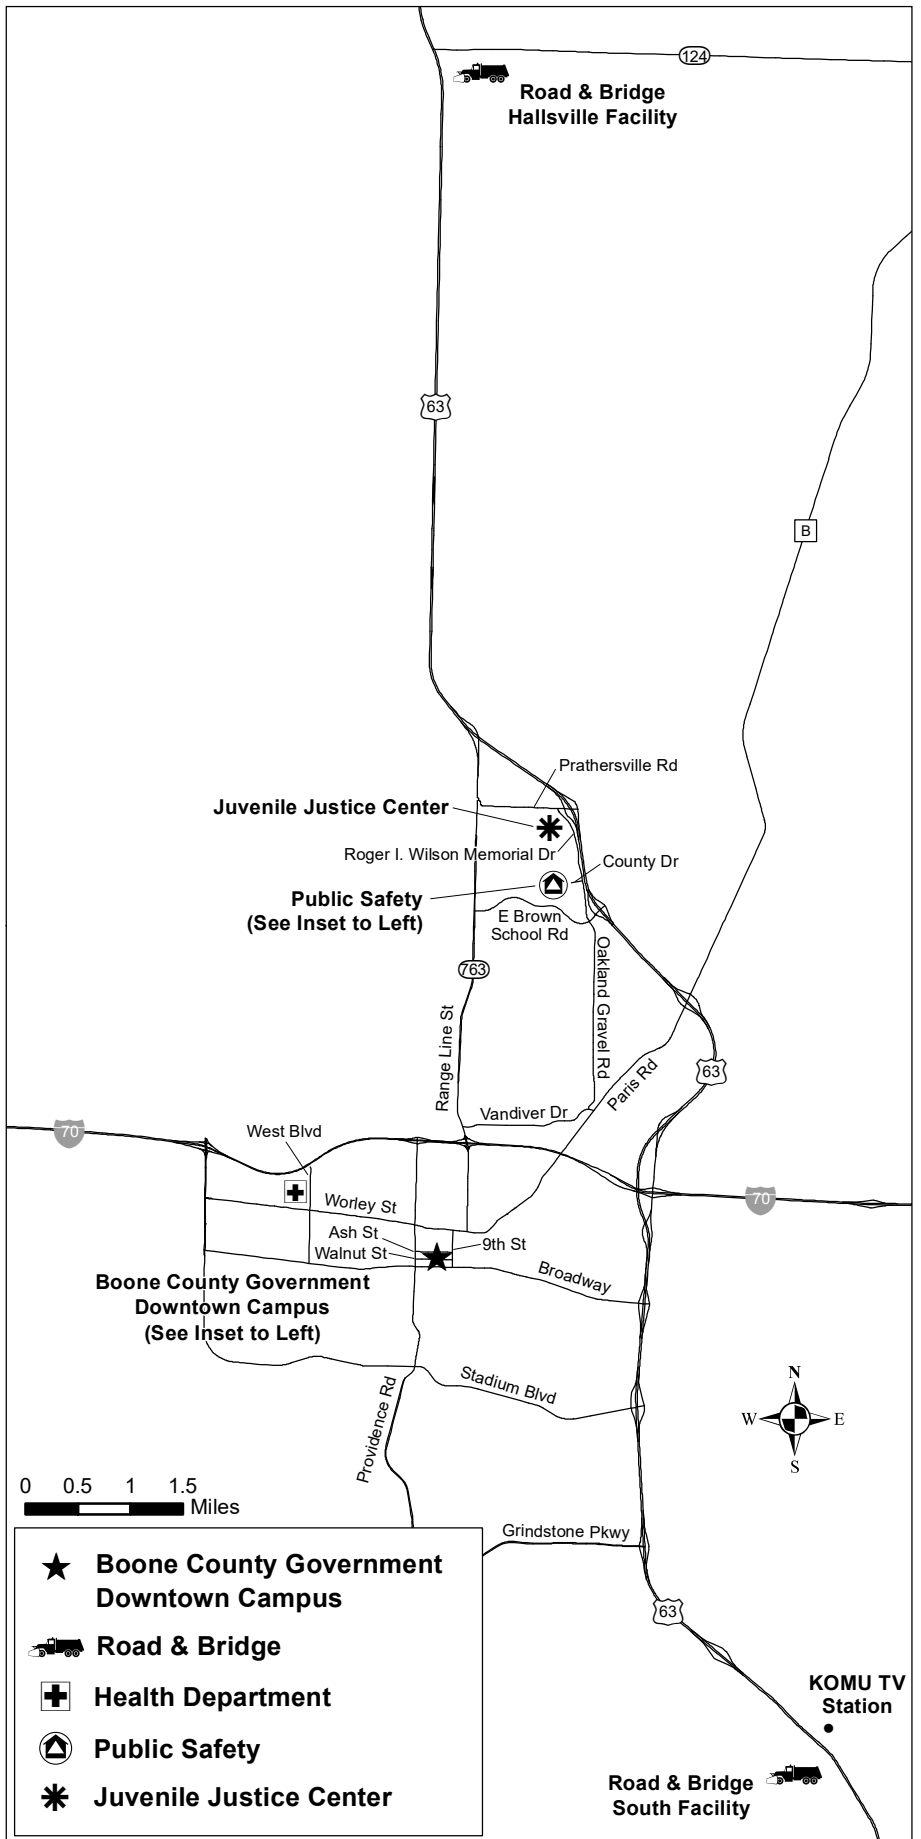 124
Road & Bridge
Hallsville Facility
63
B
Prathersville Rd
Juvenile Justice Center
Roger I. Wilson Memorial Dr
County Dr
Public Safety
(See Inset to Left)
E Brown
School Rd
763
Oakland Gravel Rd
Range Line St
63
Paris Rd
Vandiver Dr
70
West Blvd
70
Worley St
Ash St
9th St
Walnut St
Broadway
Boone County Government
Downtown Campus
(See Inset to Left)
Stadium Blvd
Providence Rd
N
W
E
S
0 0.5 1 1.5
Miles
Grindstone Pkwy
63
KOMU TV
Station
Road & Bridge
South Facility
Boone County Government
Downtown Campus
Road & Bridge
Health Department
Public Safety
Juvenile Justice Center